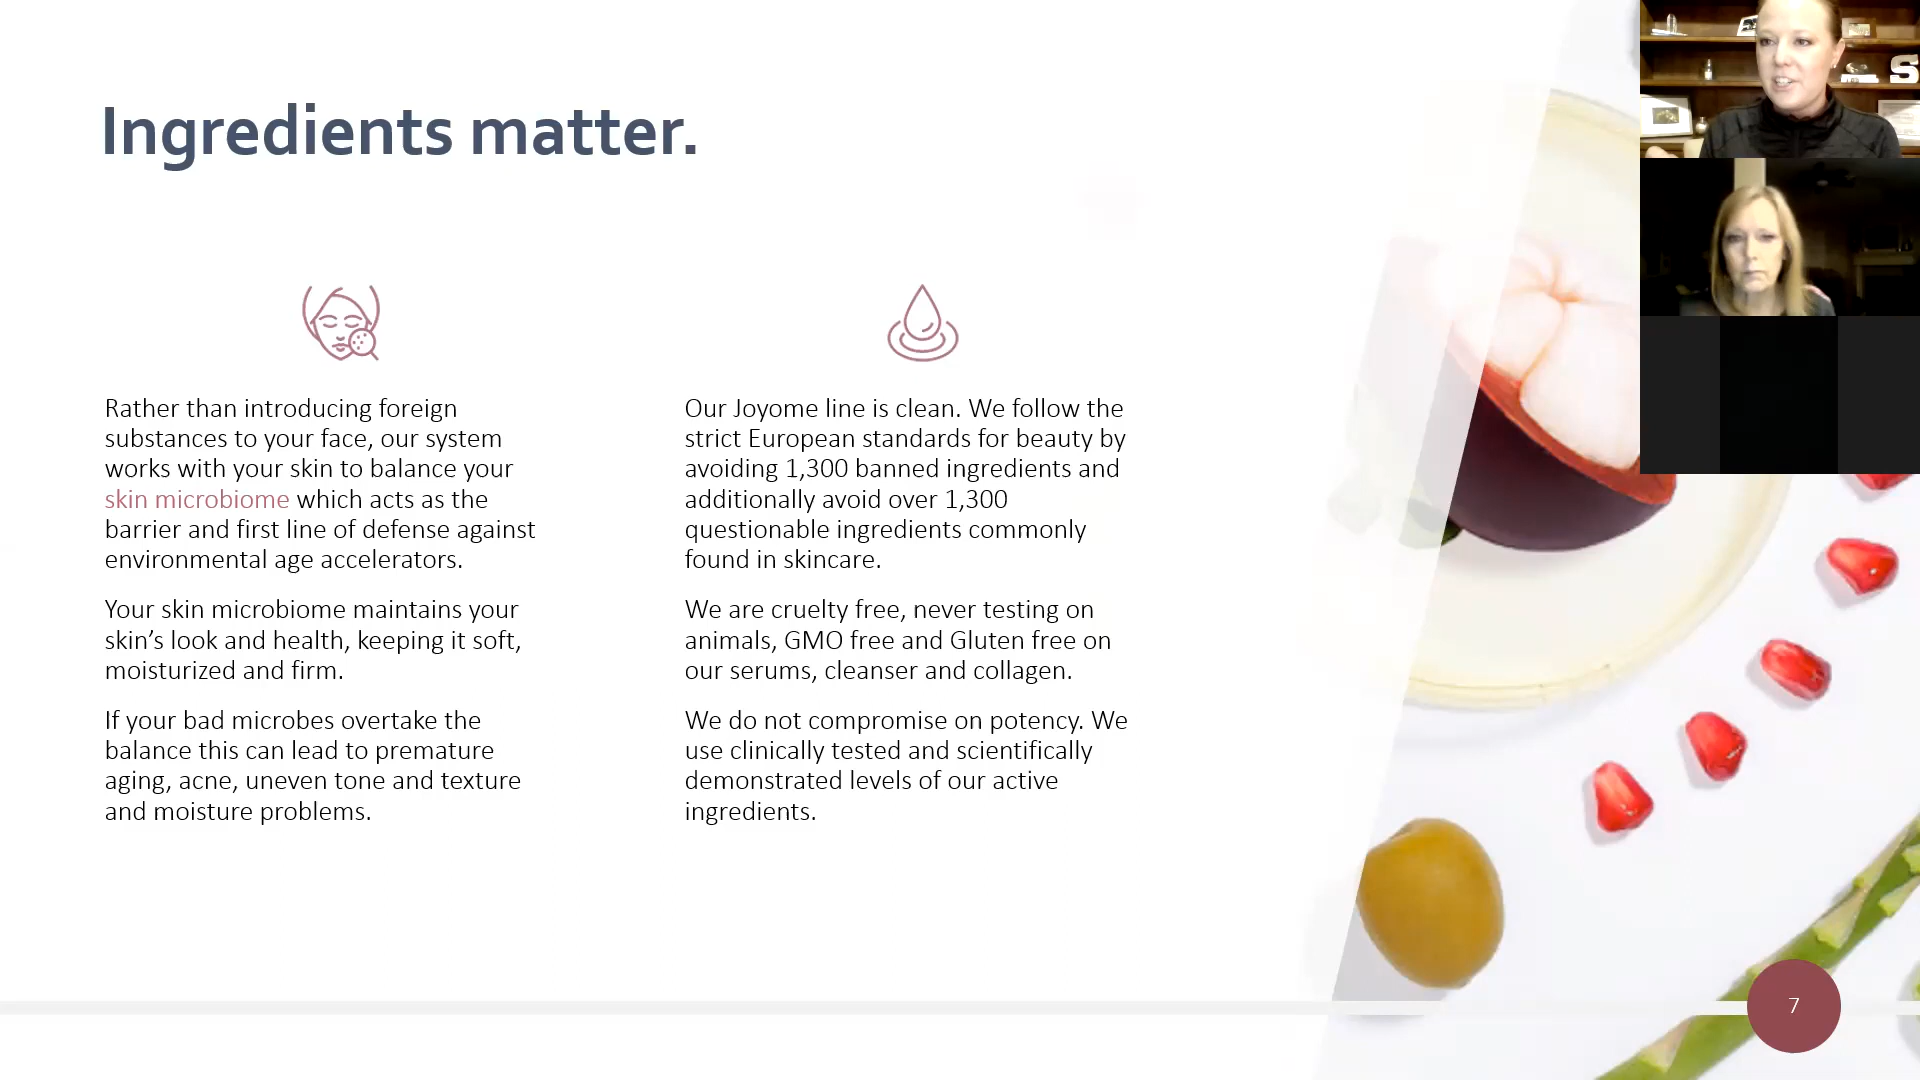 Ingredients matter.
Rather than introducing foreign
substances to your face, our system
works with your skin to balance your
skin microbiome which acts as the
barrier and first line of defense against
environmental age accelerators.
Your skin microbiome maintains your
skin’s look and health, keeping it soft,
moisturized and firm.
If your bad microbes overtake the
balance this can lead to premature
aging, acne, uneven tone and texture
and moisture problems.
Our Joyome line is clean. We follow the
strict European standards for beauty by
avoiding 1,300 banned ingredients and
additionally avoid over 1,300
questionable ingredients commonly
found in skincare.
We are cruelty free, never testing on
animals, GMO free and Gluten free on
our serums, cleanser and collagen.
We do not compromise on potency. We
use clinically tested and scientifically
demonstrated levels of our active
ingredients.
S
7